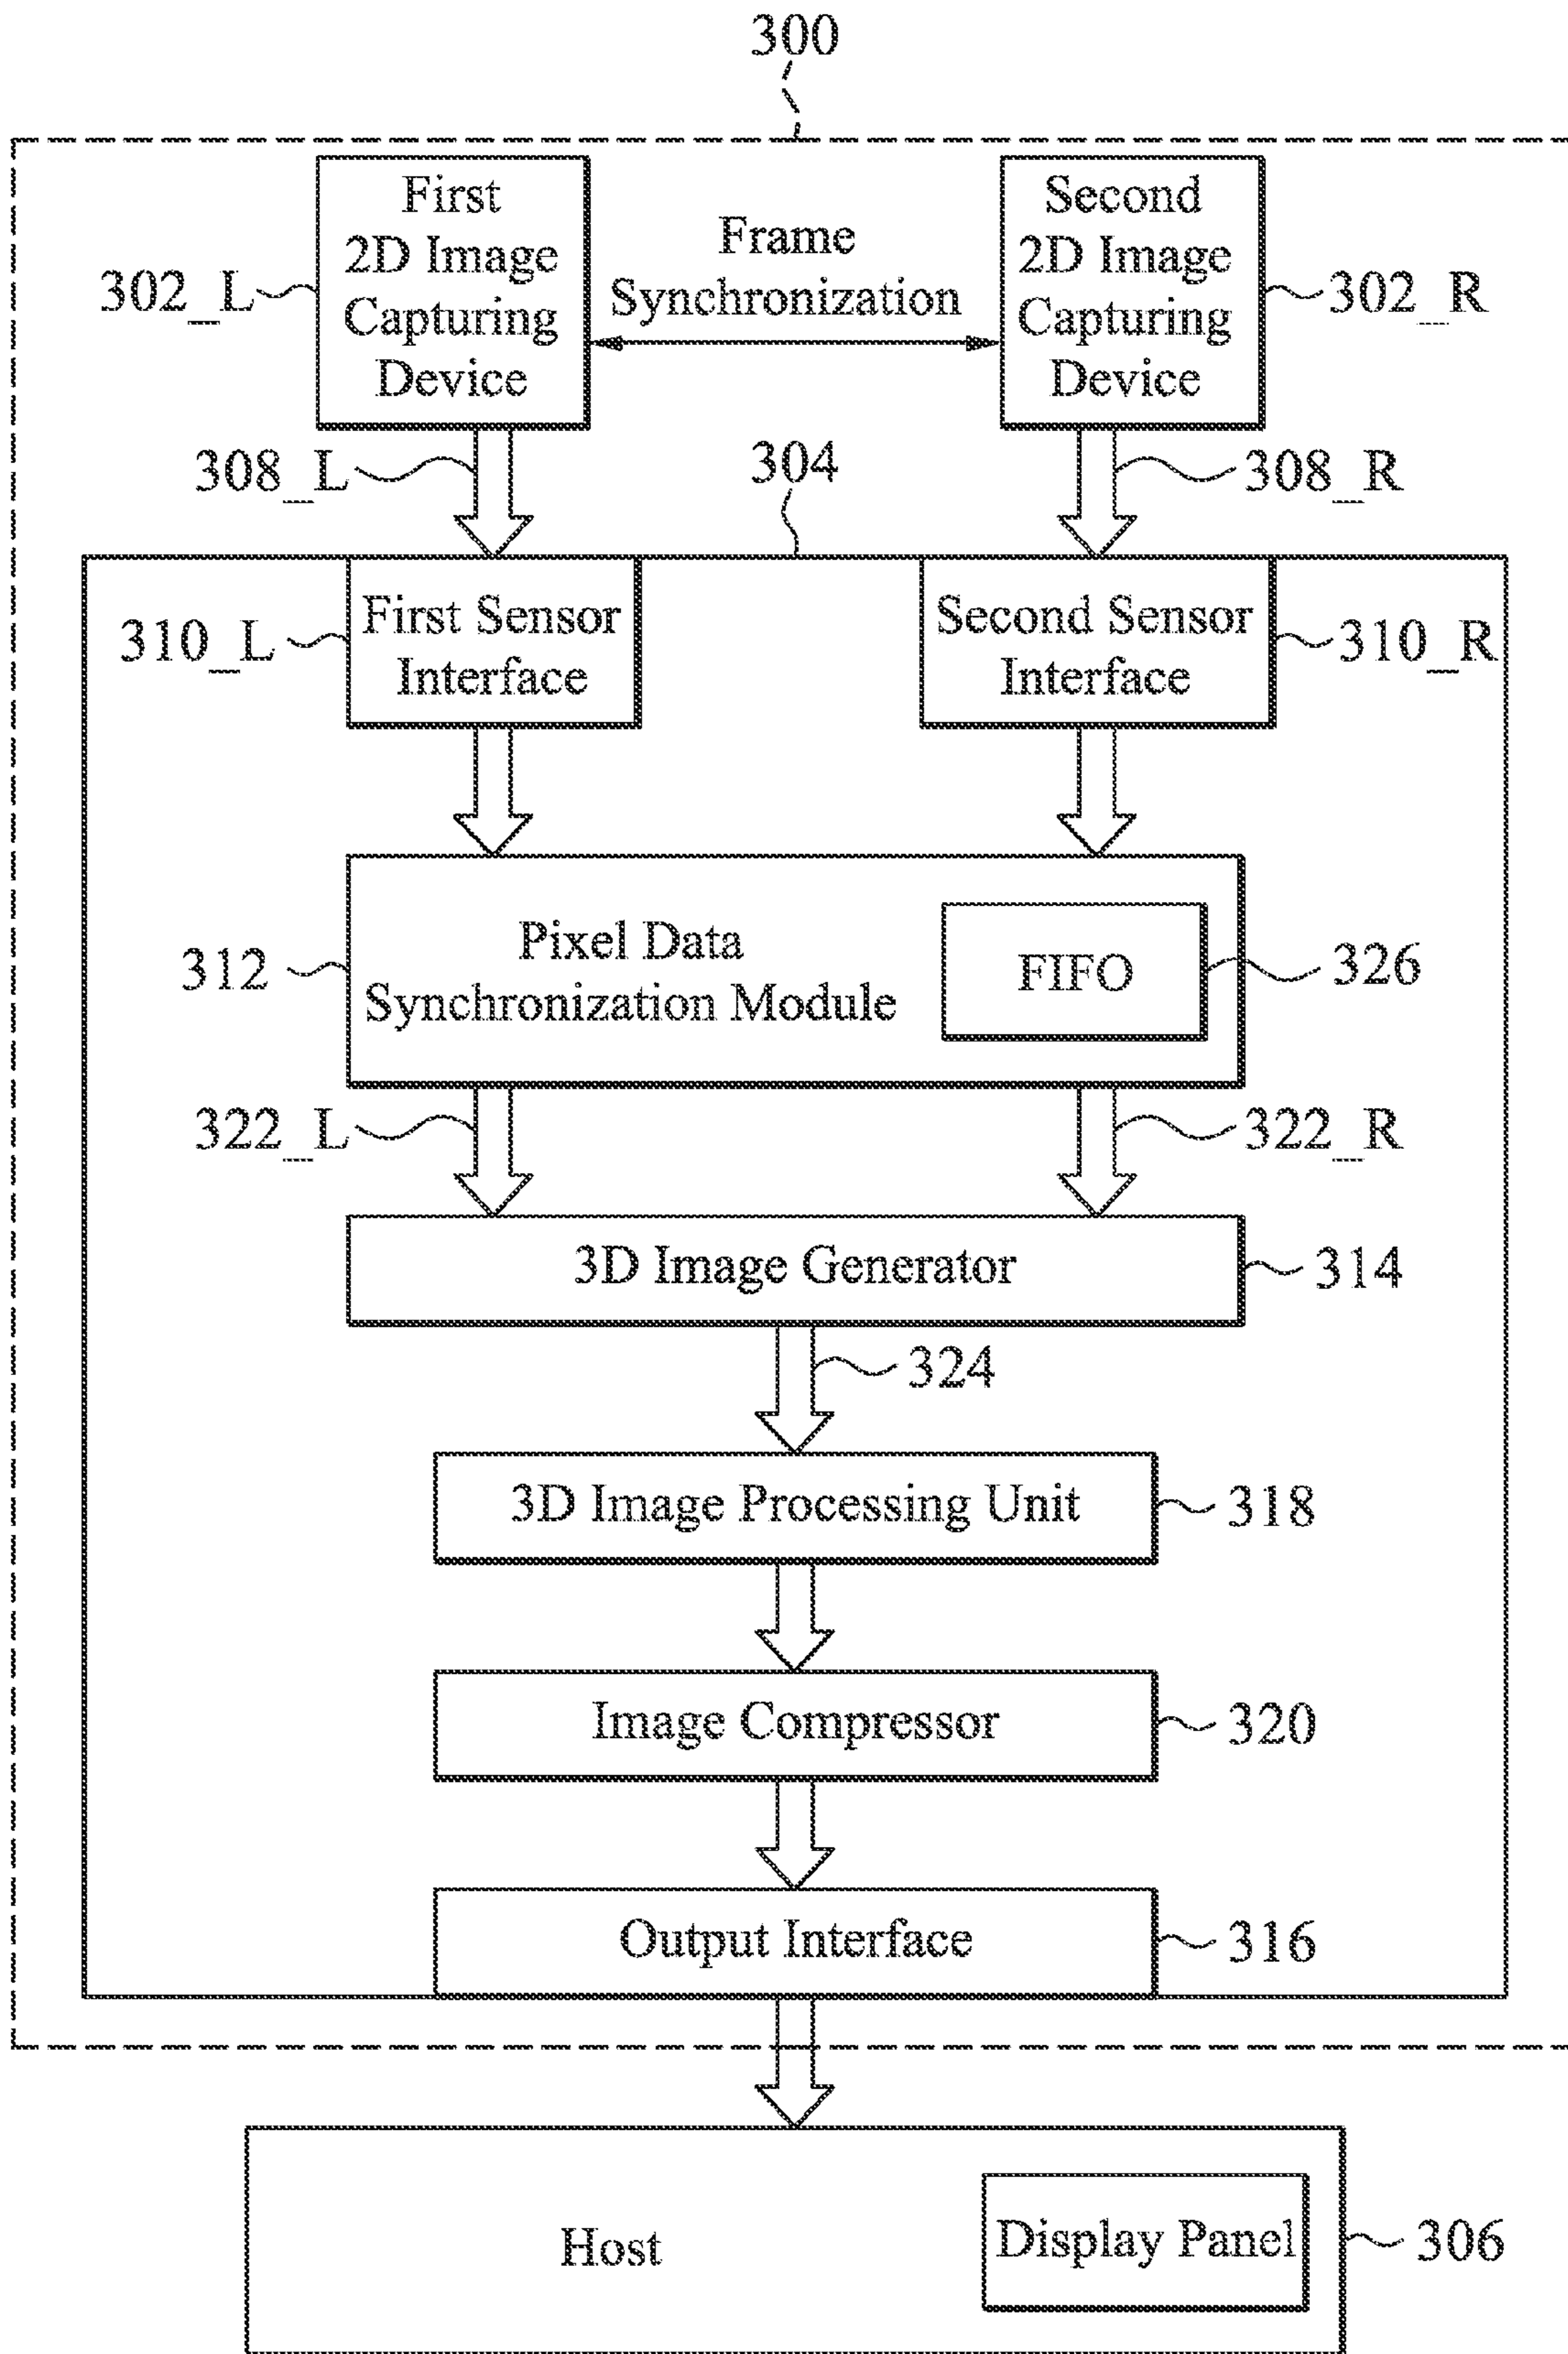 300
First
2D Image
Capturing
Device
302_L
Frame
Synchronization
Second
2D Image
Capturing
Device
302_R
308_L
304
308_R
310_L
First Sensor
Interface
Second Sensor
Interface
310_R
312
Pixel Data
Synchronization Module
FIFO
326
322_L
322_R
3D Image Generator
314
324
3D Image Processing Unit
318
Image Compressor
320
Output Interface
316
Host
Display Panel
306